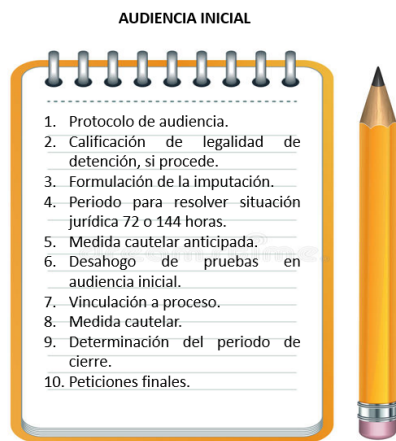 AUDIENCIA INICIAL
1. Protocolo de audiencia.
2. Calificación de legalidad de
detención, si procede.
3. Formulación de la imputación.
4. Periodo para resolver situación
jurídica 72 o 144 horas.
5. Medida cautelar anticipada.
6. Desahogo de pruebas en
audiencia inicial.
7. Vinculación a proceso.
8. Medida cautelar.
9. Determinación del periodo de
cierre.
10. Peticiones finales.